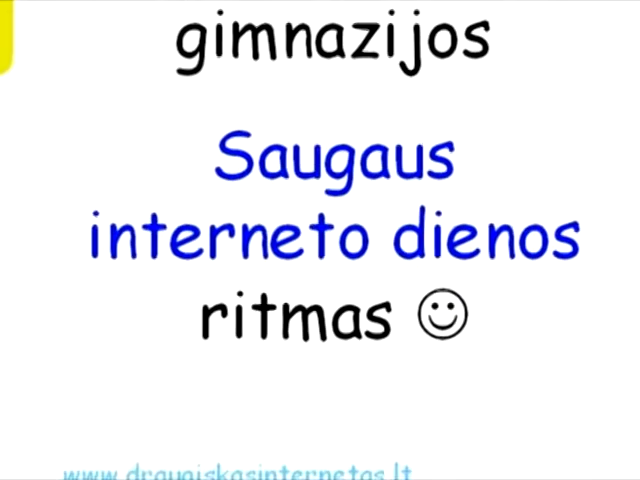 gimnazijos
Saugaus
interneto dienos
ritmas ☺
www.draugiskasinternetas.lt